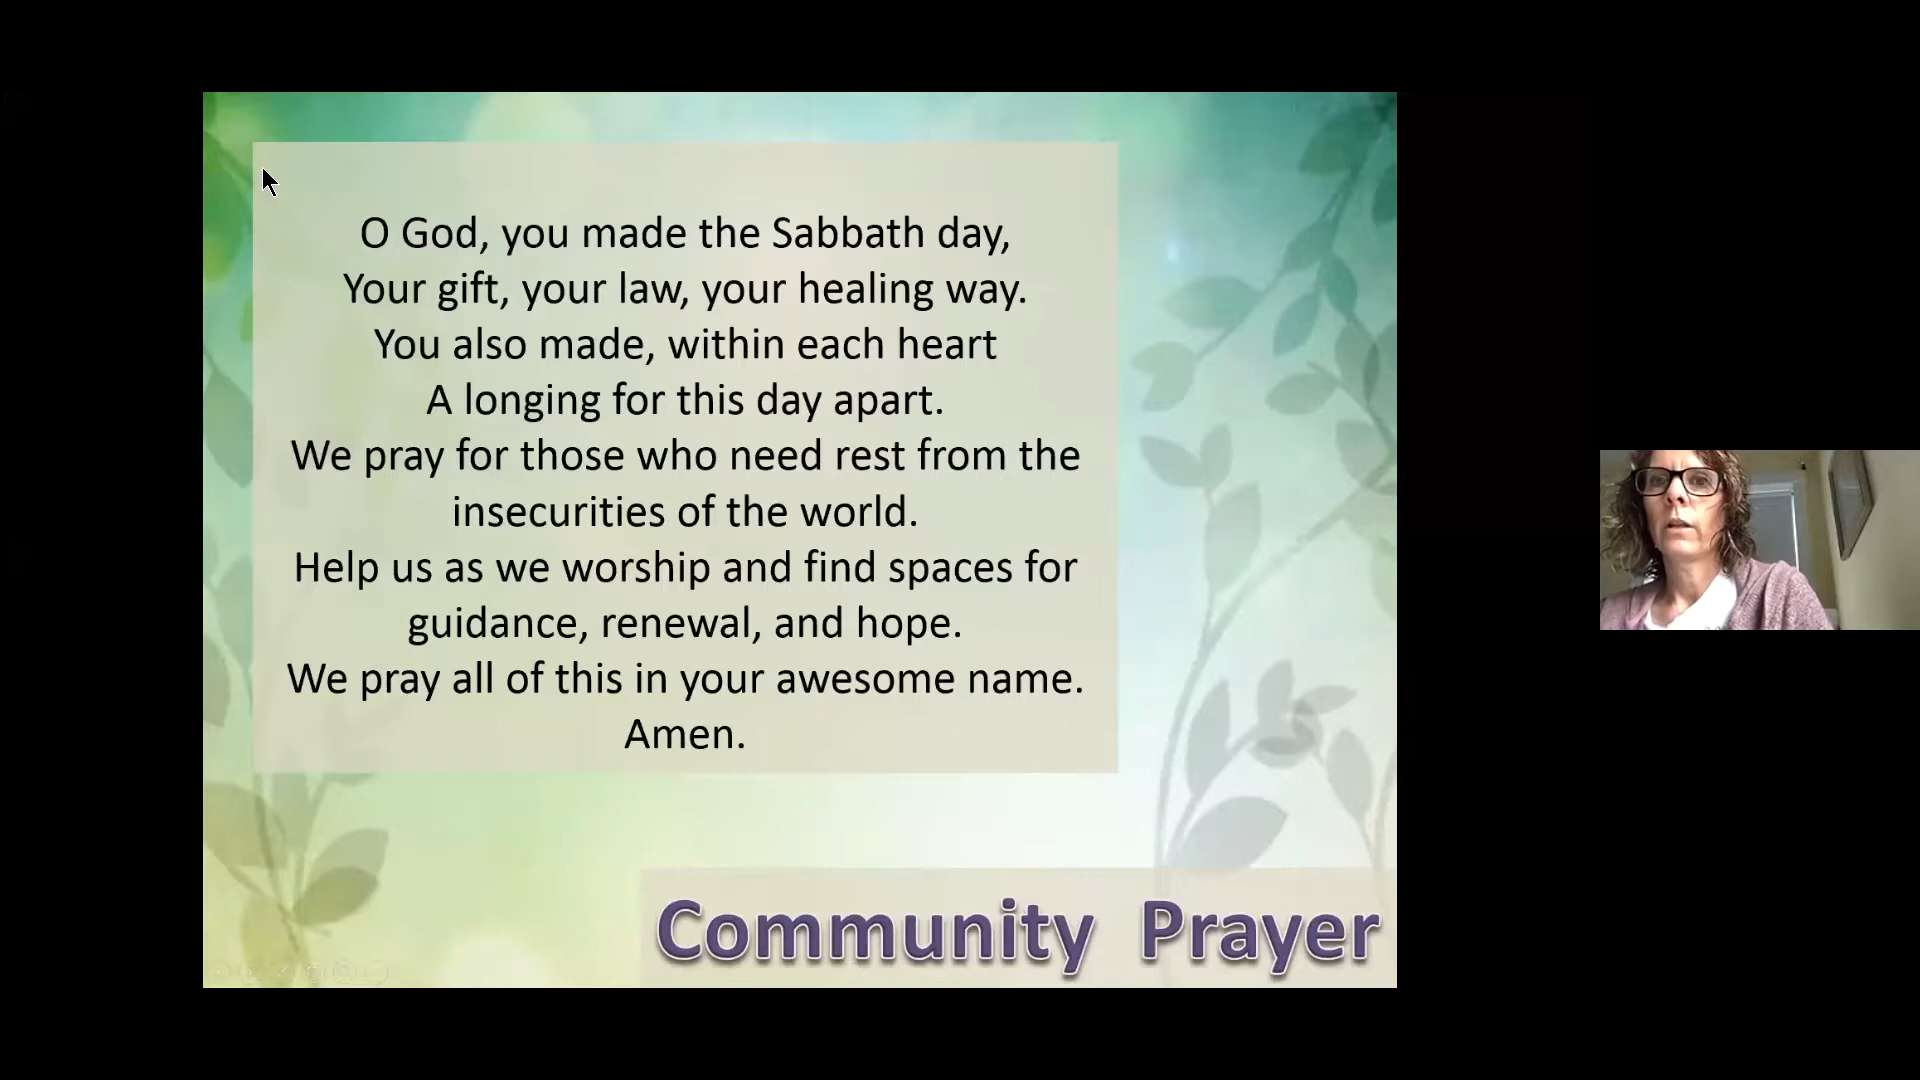 O God, you made the Sabbath day,
Your gift, your law, your healing way.
You also made, within each heart
A longing for this day apart.
We pray for those who need rest from the
insecurities of the world.
Help us as we worship and find spaces for
guidance, renewal, and hope.
We pray all of this in your awesome name.
Amen.
Community Prayer